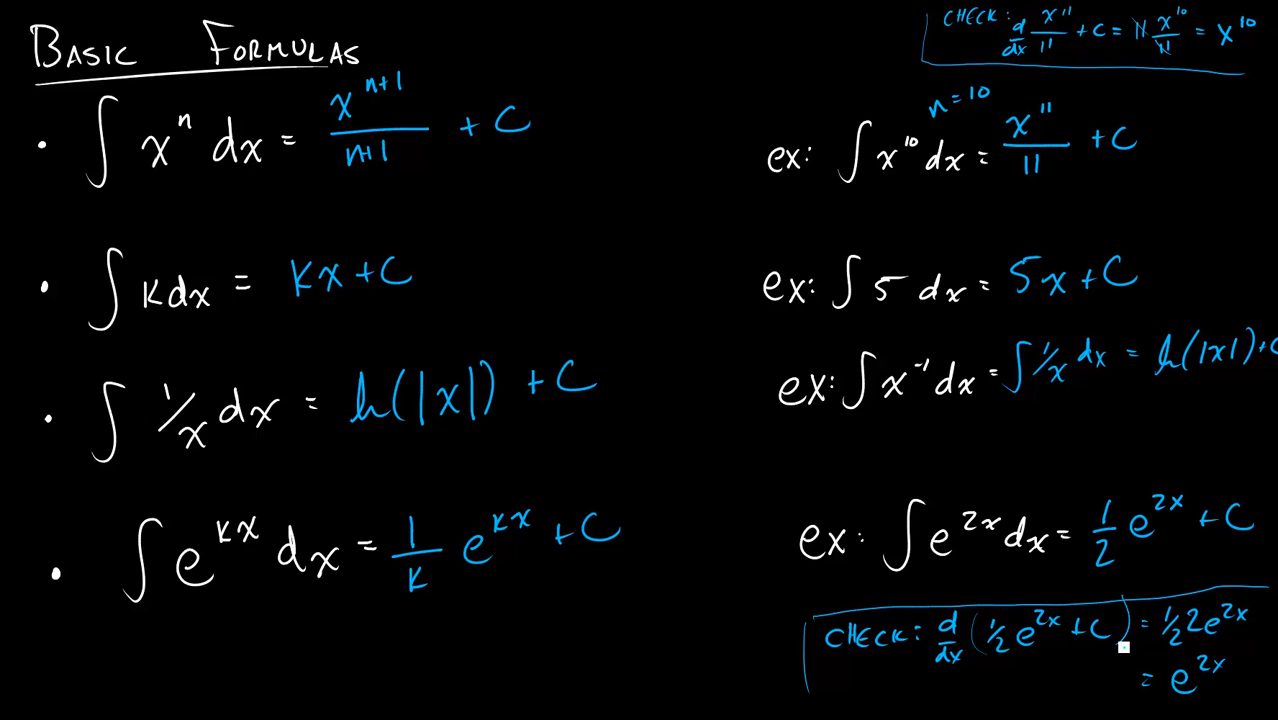 BASIC FORMULAS
CHECK: d/dx x^11/11 + C = 11 x^10/11 = x^10
• ∫ x^n dx = x^(n+1)/(n+1) + C
n = 10
ex: ∫ x^10 dx = x^11/11 + C
• ∫ k dx = kx + C
ex: ∫ 5 dx = 5x + C
• ∫ 1/x dx = ln(|x|) + C
ex: ∫ x^-1 dx = ∫ 1/x dx = ln(|x|) + C
• ∫ e^kx dx = 1/k e^kx + C
ex: ∫ e^2x dx = 1/2 e^2x + C
CHECK: d/dx (1/2 e^2x + C) = 1/2 2e^2x
= e^2x